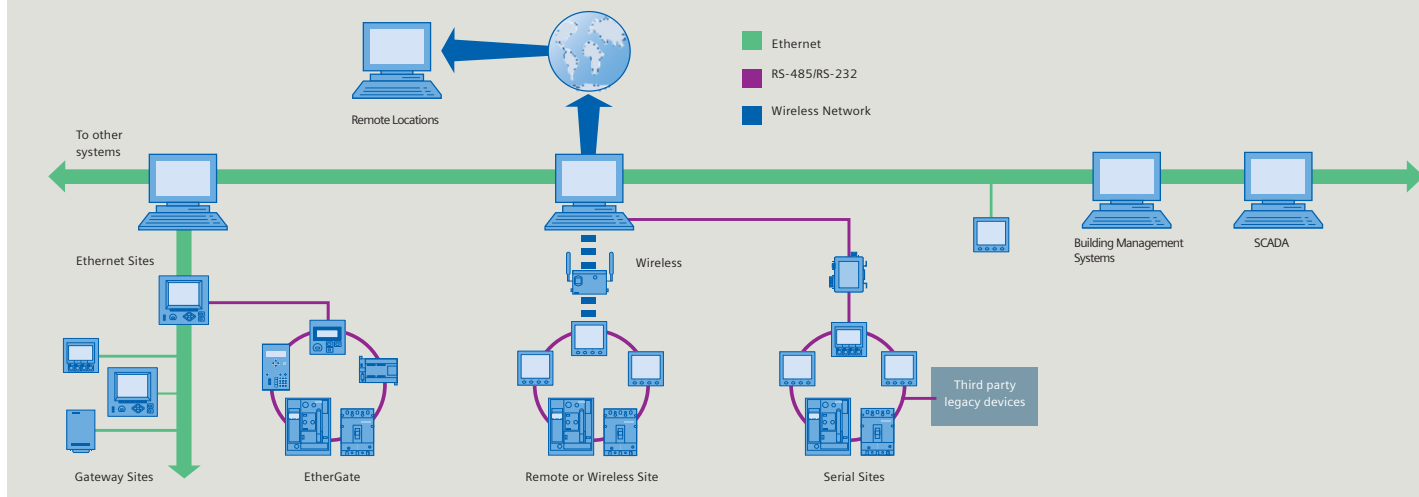 Ethernet
RS-485/RS-232
Wireless Network
Remote Locations
To other
systems
Building Management
Systems
SCADA
Ethernet Sites
Wireless
Third party
legacy devices
Gateway Sites
EtherGate
Remote or Wireless Site
Serial Sites